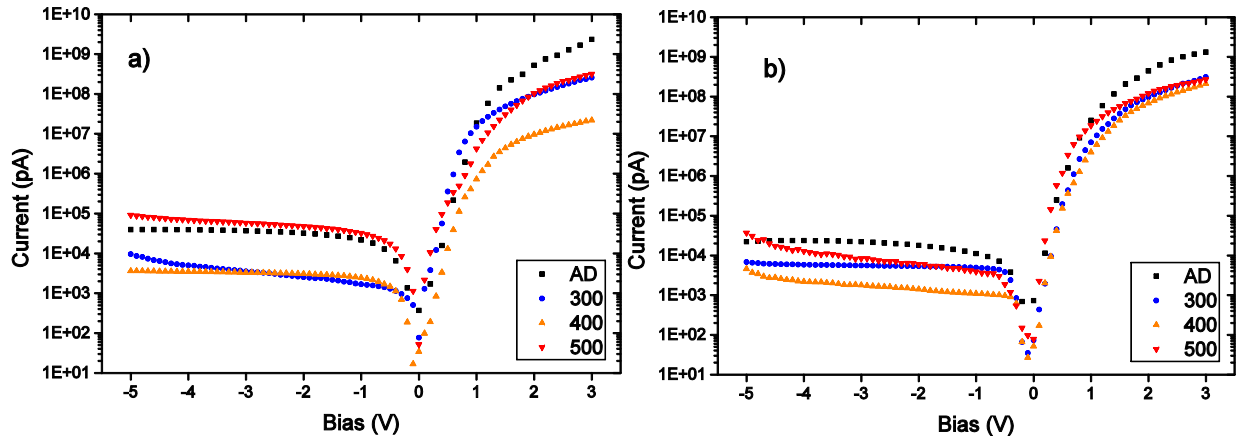 a)
1E+10
1E+09
1E+08
1E+07
1E+06
1E+05
1E+04
1E+03
1E+02
1E+01
Current (pA)
-5 -4 -3 -2 -1 0 1 2 3
Bias (V)
AD
300
400
500
b)
1E+10
1E+09
1E+08
1E+07
1E+06
1E+05
1E+04
1E+03
1E+02
1E+01
Current (pA)
-5 -4 -3 -2 -1 0 1 2 3
Bias (V)
AD
300
400
500